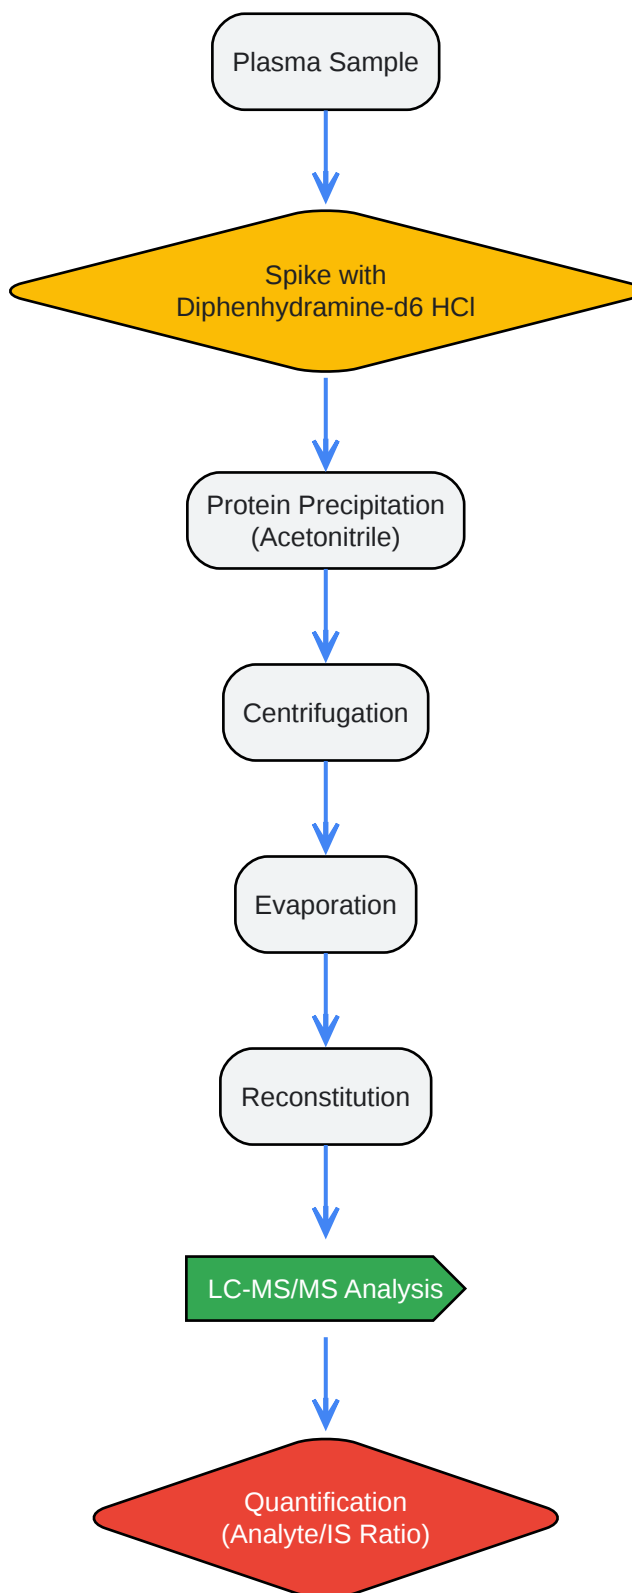 Plasma Sample
Spike with
Diphenhydramine-d6 HCl
Protein Precipitation
(Acetonitrile)
Centrifugation
Evaporation
Reconstitution
LC-MS/MS Analysis
Quantification
(Analyte/IS Ratio)